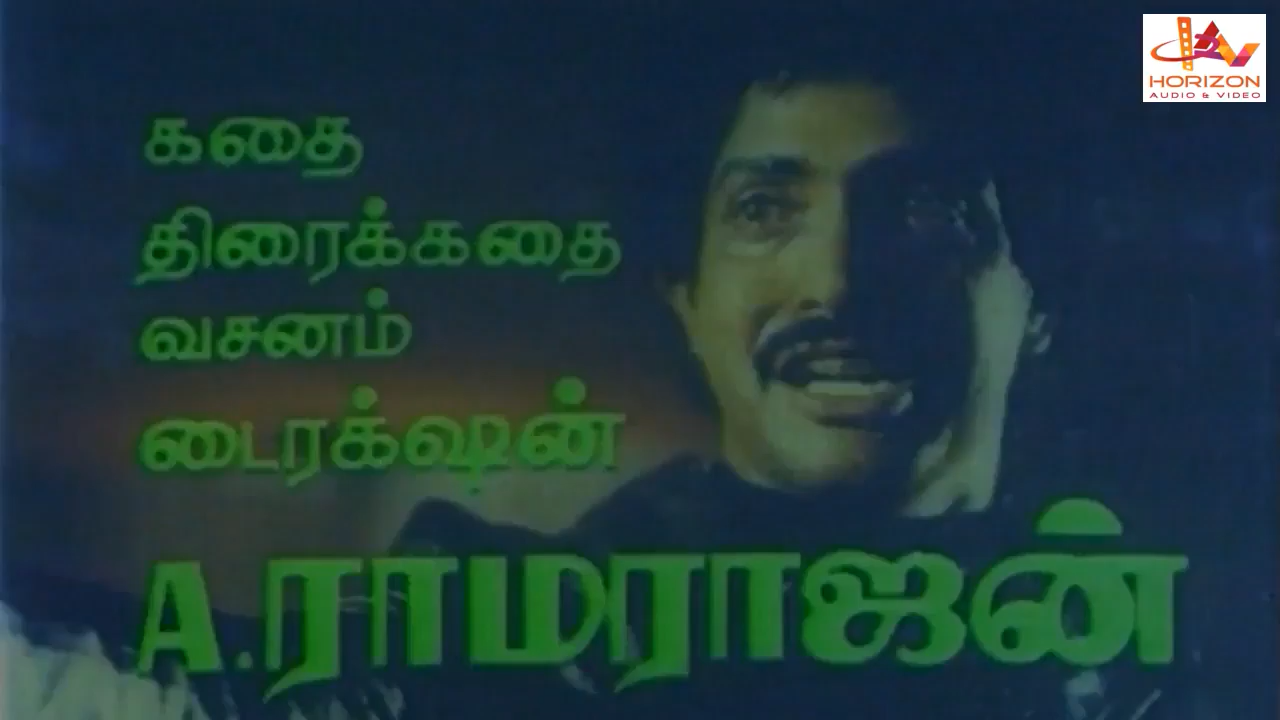 HORIZON
AUDIO & VIDEO
கதை
திரைக்கதை
வசனம்
டைரக்‌ஷன்
A.ராமராஜன்